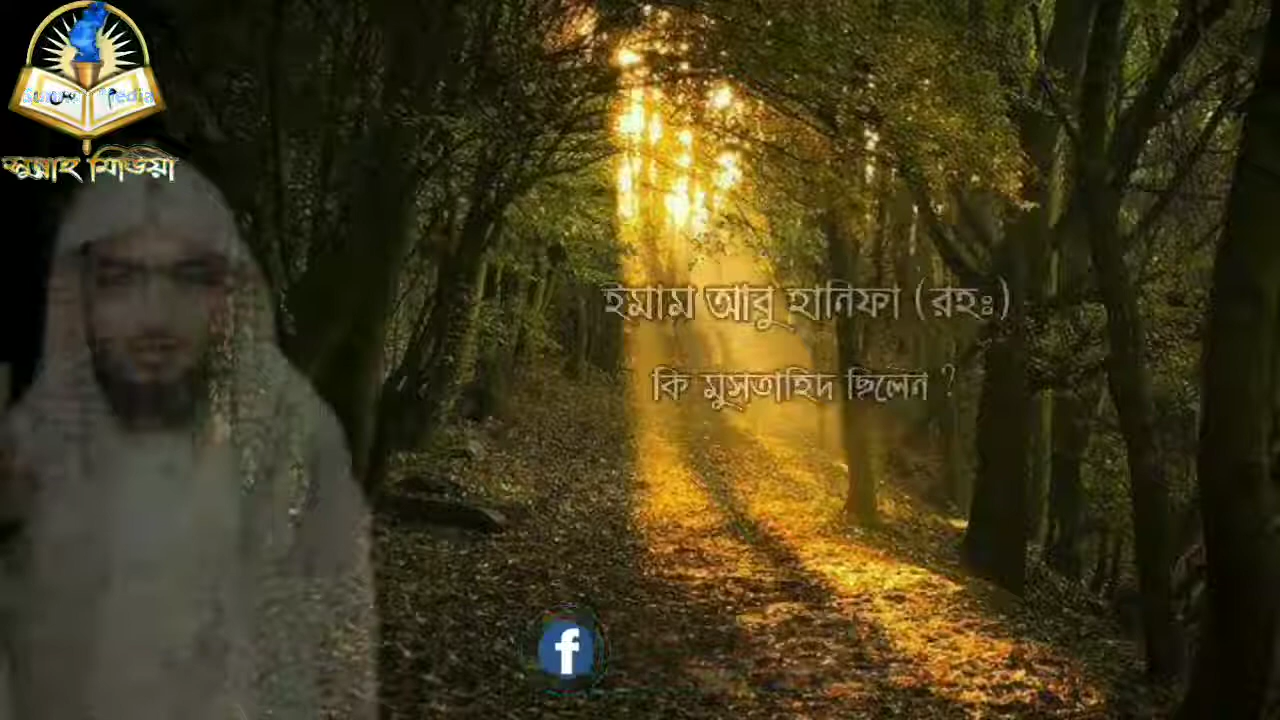 সুন্নাহ মিডিয়া
ইমাম আবু হানিফা (রহঃ)
কি মুসতাহিদ ছিলেন ?